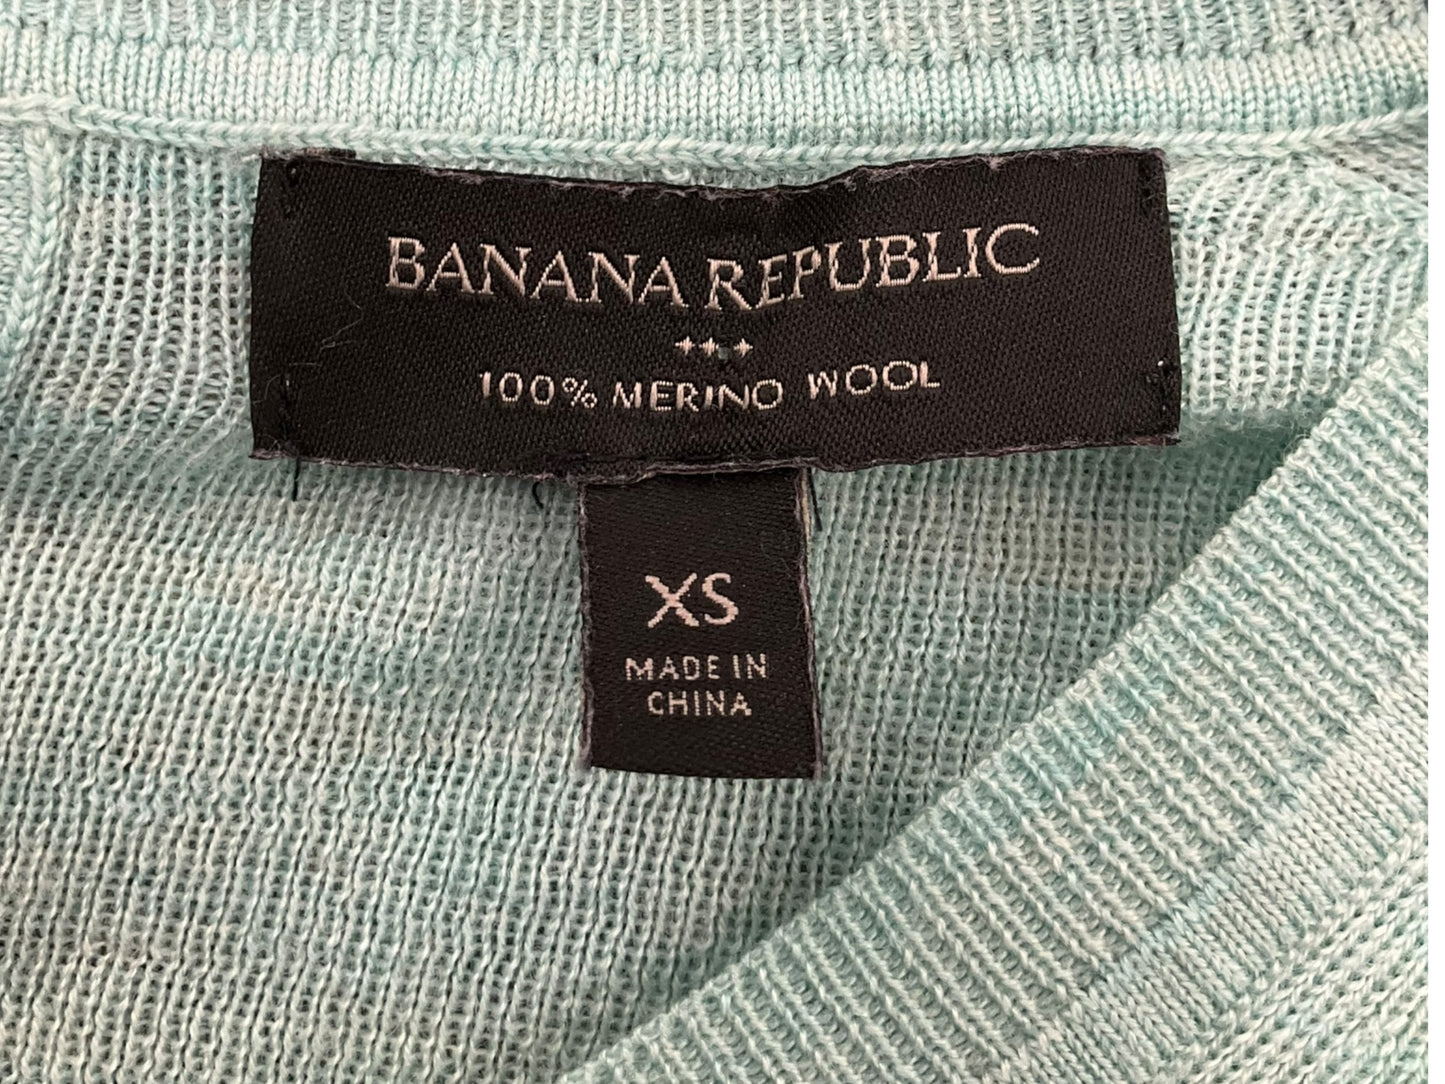 BANANA REPUBLIC
100% MERINO WOOL
XS
MADE IN
CHINA